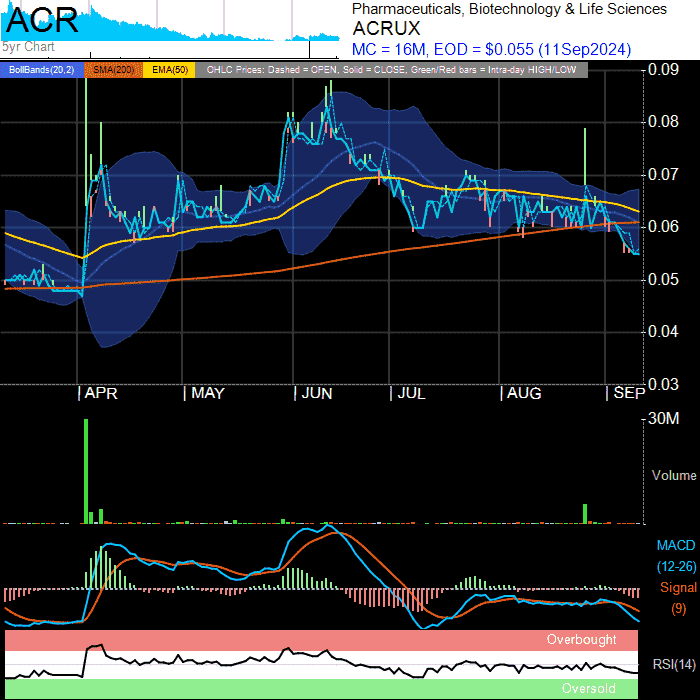 ACR
5yr Chart
Pharmaceuticals, Biotechnology & Life Sciences
ACRUX
MC = 16M, EOD = $0.055 (11Sep2024)
BollBands(20,2) SMA(200) EMA(50) OHLC Prices: Dashed = OPEN, Solid = CLOSE, Green/Red bars = Intra-day HIGH/LOW
0.09
0.08
0.07
0.06
0.05
0.04
0.03
APR MAY JUN JUL AUG SEP
30M
Volume
MACD
(12-26)
Signal
(9)
Overbought
RSI(14)
Oversold